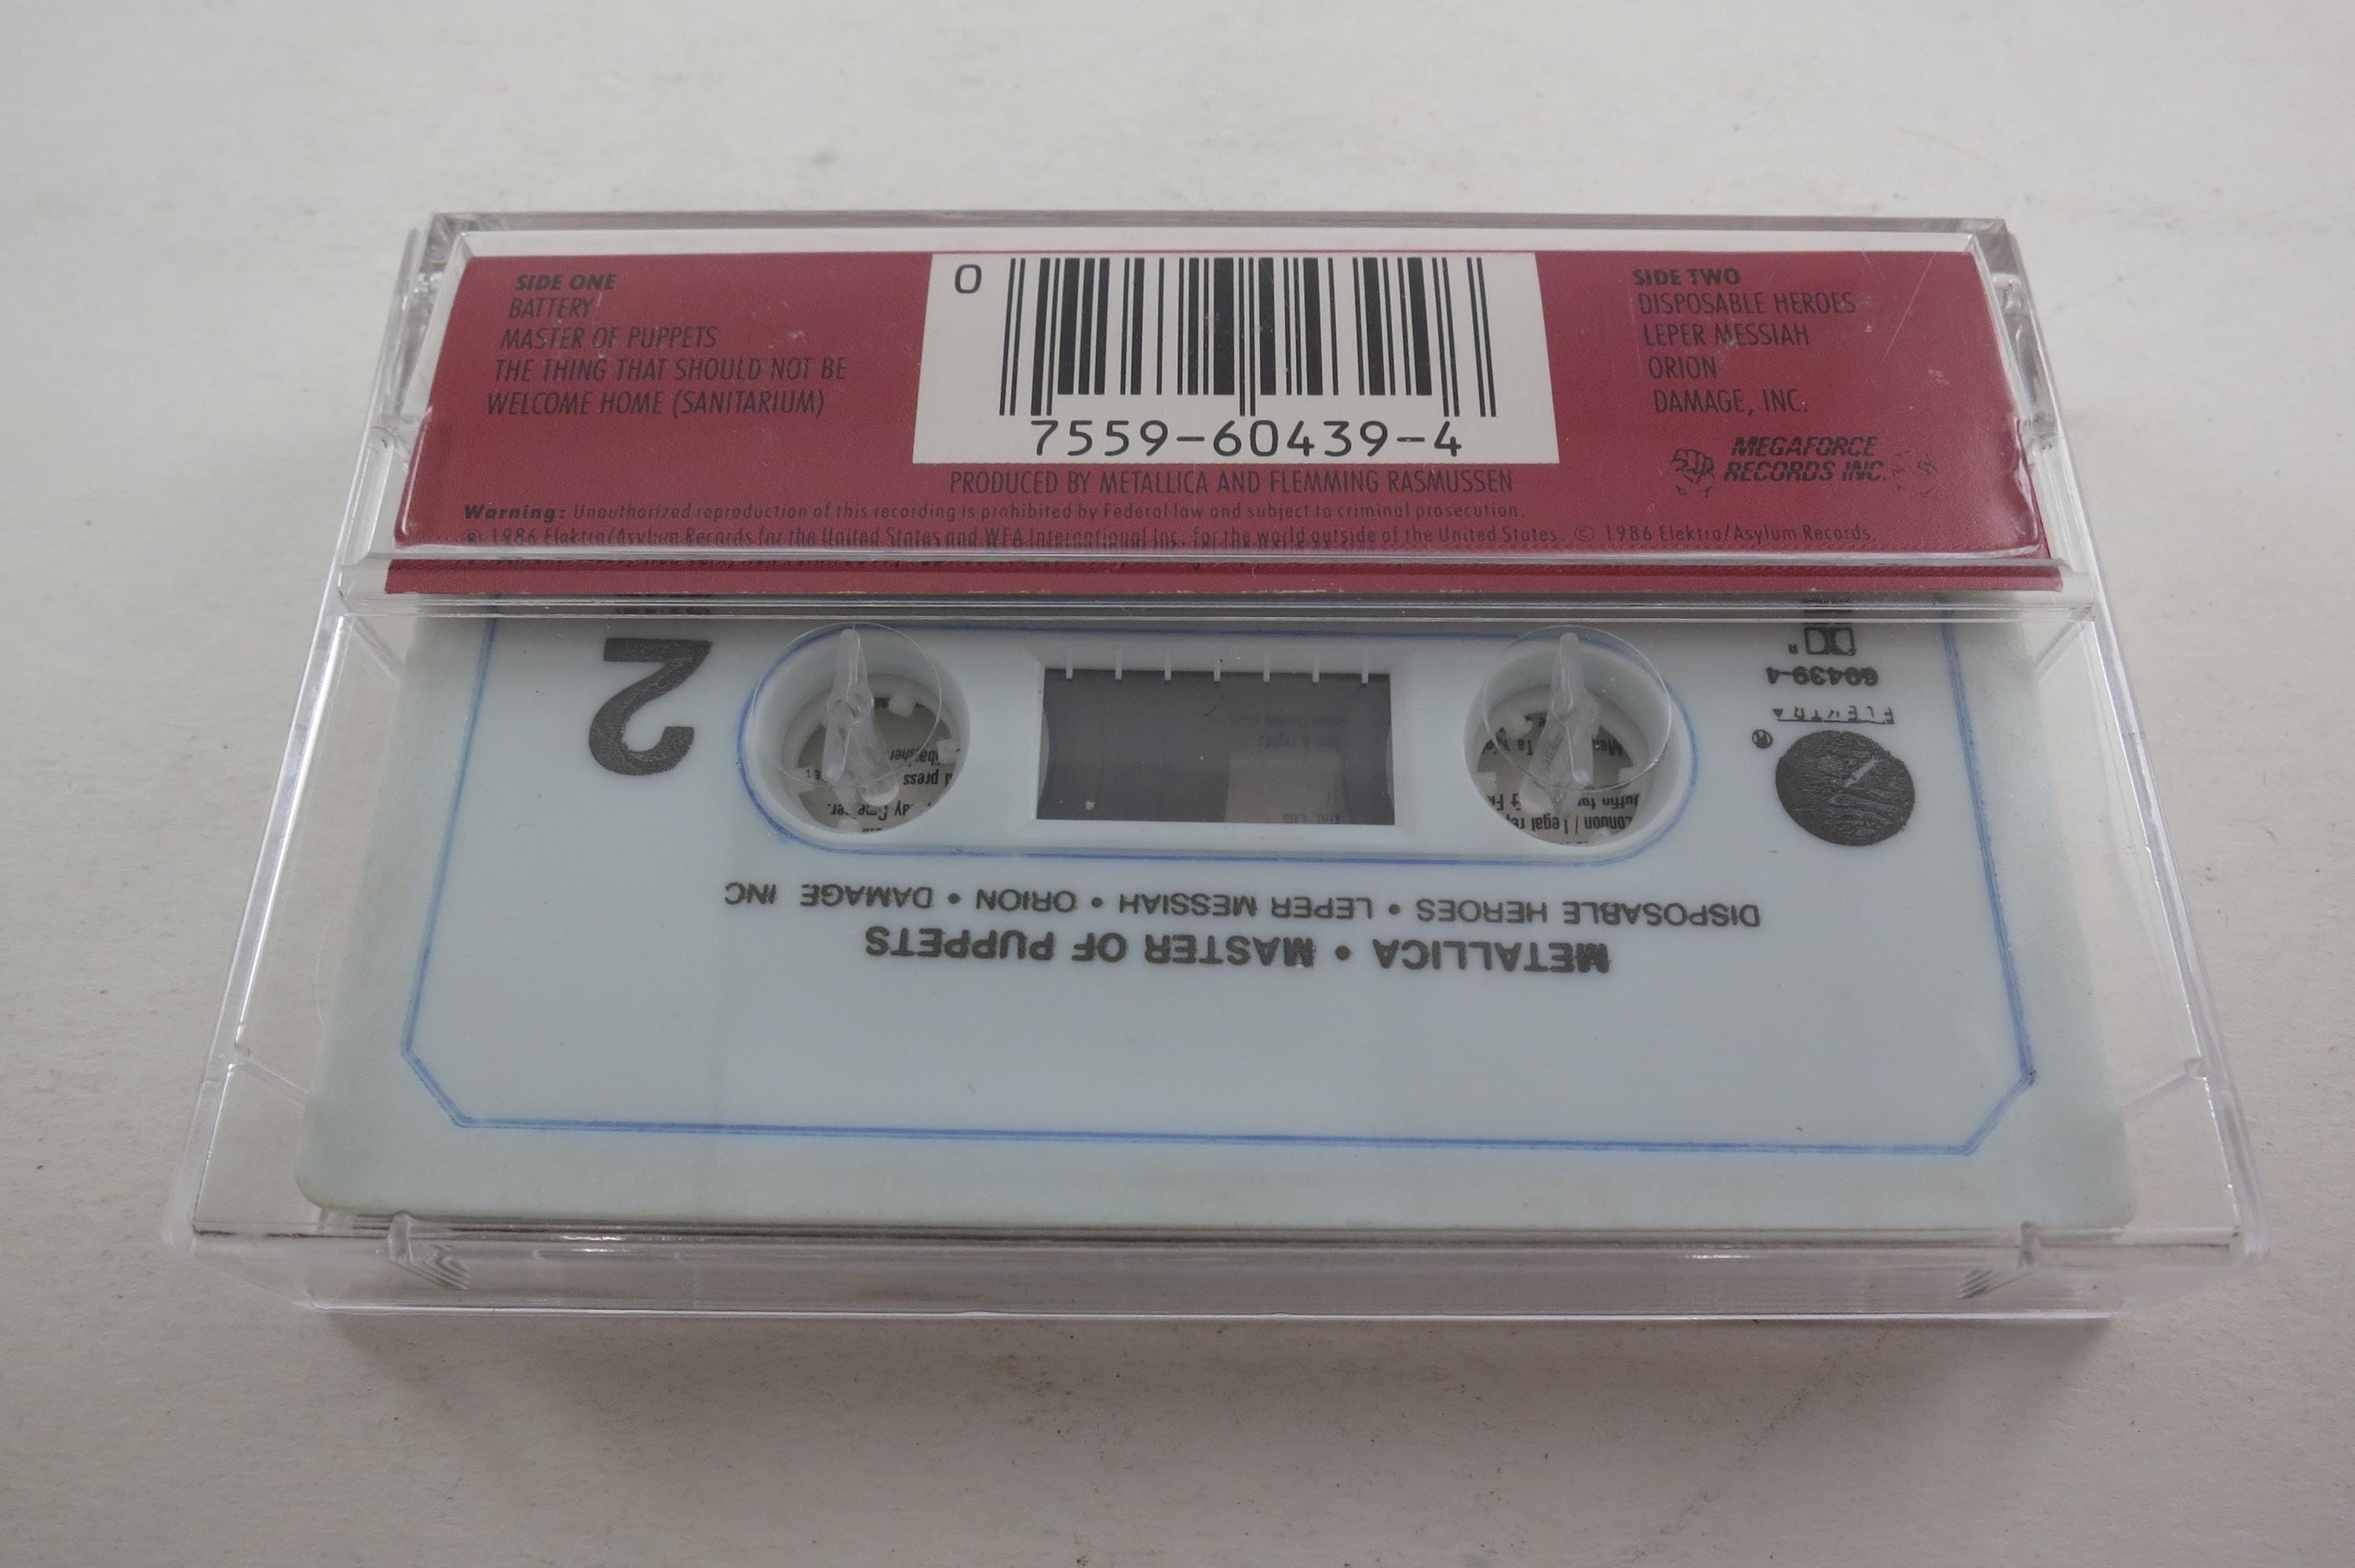 SIDE ONE
BATTERY
MASTER OF PUPPETS
THE THING THAT SHOULD NOT BE
WELCOME HOME (SANITARIUM)
0
7559-60439-4
SIDE TWO
DISPOSABLE HEROES
LEPER MESSIAH
ORION
DAMAGE, INC.
MEGAFORCE
RECORDS INC.
PRODUCED BY METALLICA AND FLEMMING RASMUSSEN
Warning: Unauthorized reproduction of this recording is prohibited by Federal law and subject to criminal prosecution.
℗ 1986 Elektra/Asylum Records for the United States and WEA International Inc. for the world outside of the United States. © 1986 Elektra/Asylum Records,
METALLICA • MASTER OF PUPPETS
DISPOSABLE HEROES • LEPER MESSIAH • ORION • DAMAGE INC
®
ELEKTRA
60439-4
2